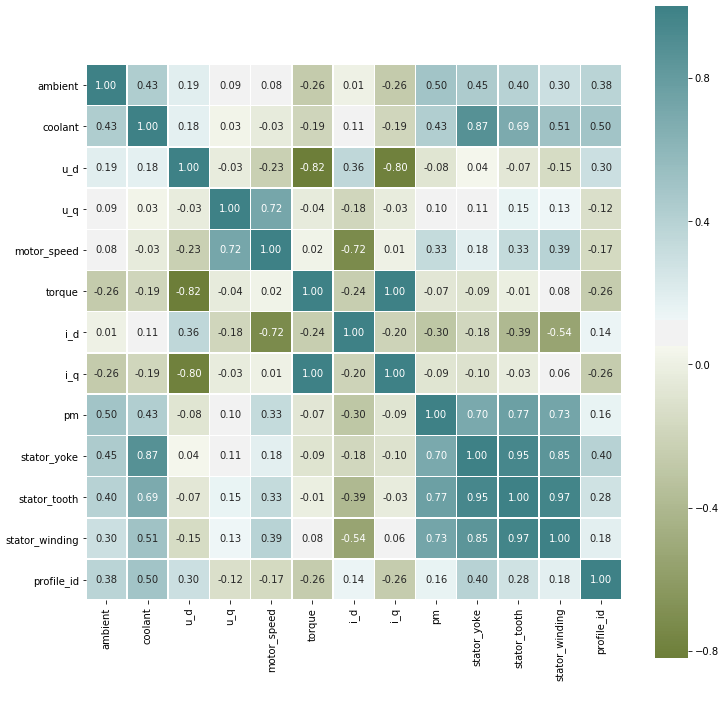 ambient 1.00 0.43 0.19 0.09 0.08 -0.26 0.01 -0.26 0.50 0.45 0.40 0.30 0.38
coolant 0.43 1.00 0.18 0.03 -0.03 -0.19 0.11 -0.19 0.43 0.87 0.69 0.51 0.50
u_d 0.19 0.18 1.00 -0.03 -0.23 -0.82 0.36 -0.80 -0.08 0.04 -0.07 -0.15 0.30
u_q 0.09 0.03 -0.03 1.00 0.72 -0.04 -0.18 -0.03 0.10 0.11 0.15 0.13 -0.12
motor_speed 0.08 -0.03 -0.23 0.72 1.00 0.02 -0.72 0.01 0.33 0.18 0.33 0.39 -0.17
torque -0.26 -0.19 -0.82 -0.04 0.02 1.00 -0.24 1.00 -0.07 -0.09 -0.01 0.08 -0.26
i_d 0.01 0.11 0.36 -0.18 -0.72 -0.24 1.00 -0.20 -0.30 -0.18 -0.39 -0.54 0.14
i_q -0.26 -0.19 -0.80 -0.03 0.01 1.00 -0.20 1.00 -0.09 -0.10 -0.03 0.06 -0.26
pm 0.50 0.43 -0.08 0.10 0.33 -0.07 -0.30 -0.09 1.00 0.70 0.77 0.73 0.16
stator_yoke 0.45 0.87 0.04 0.11 0.18 -0.09 -0.18 -0.10 0.70 1.00 0.95 0.85 0.40
stator_tooth 0.40 0.69 -0.07 0.15 0.33 -0.01 -0.39 -0.03 0.77 0.95 1.00 0.97 0.28
stator_winding 0.30 0.51 -0.15 0.13 0.39 0.08 -0.54 0.06 0.73 0.85 0.97 1.00 0.18
profile_id 0.38 0.50 0.30 -0.12 -0.17 -0.26 0.14 -0.26 0.16 0.40 0.28 0.18 1.00
ambient
coolant
u_d
u_q
motor_speed
torque
i_d
i_q
pm
stator_yoke
stator_tooth
stator_winding
profile_id
0.8
0.4
0.0
−0.4
−0.8